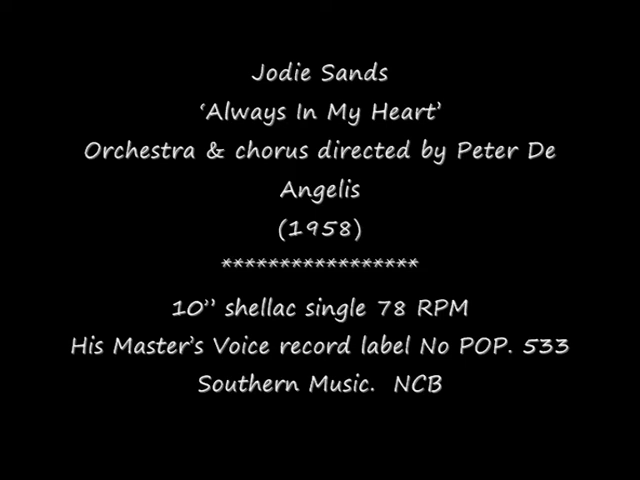 Jodie Sands
‘Always In My Heart’
Orchestra & chorus directed by Peter De
Angelis
(1958)
*****************
10” shellac single 78 RPM
His Master’s Voice record label No POP. 533
Southern Music.  NCB